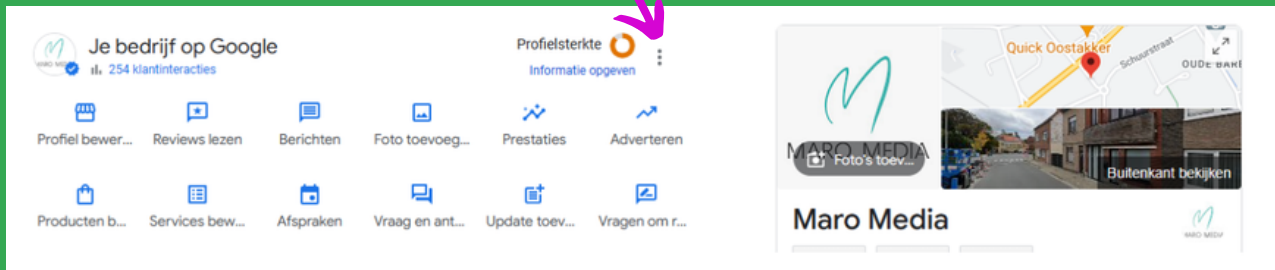 Je bedrijf op Google
254 klantinteracties
Profielsterkte
Informatie opgeven
Profiel bewer...
Reviews lezen
Berichten
Foto toevoeg...
Prestaties
Adverteren
Producten b...
Services bew...
Afspraken
Vraag en ant...
Update toev...
Vragen om r...
Quick Oostakker
Schuurstraat
OUDE BARE
MARO MEDIA
Foto's toev...
Buitenkant bekijken
Maro Media
MARO MEDIA